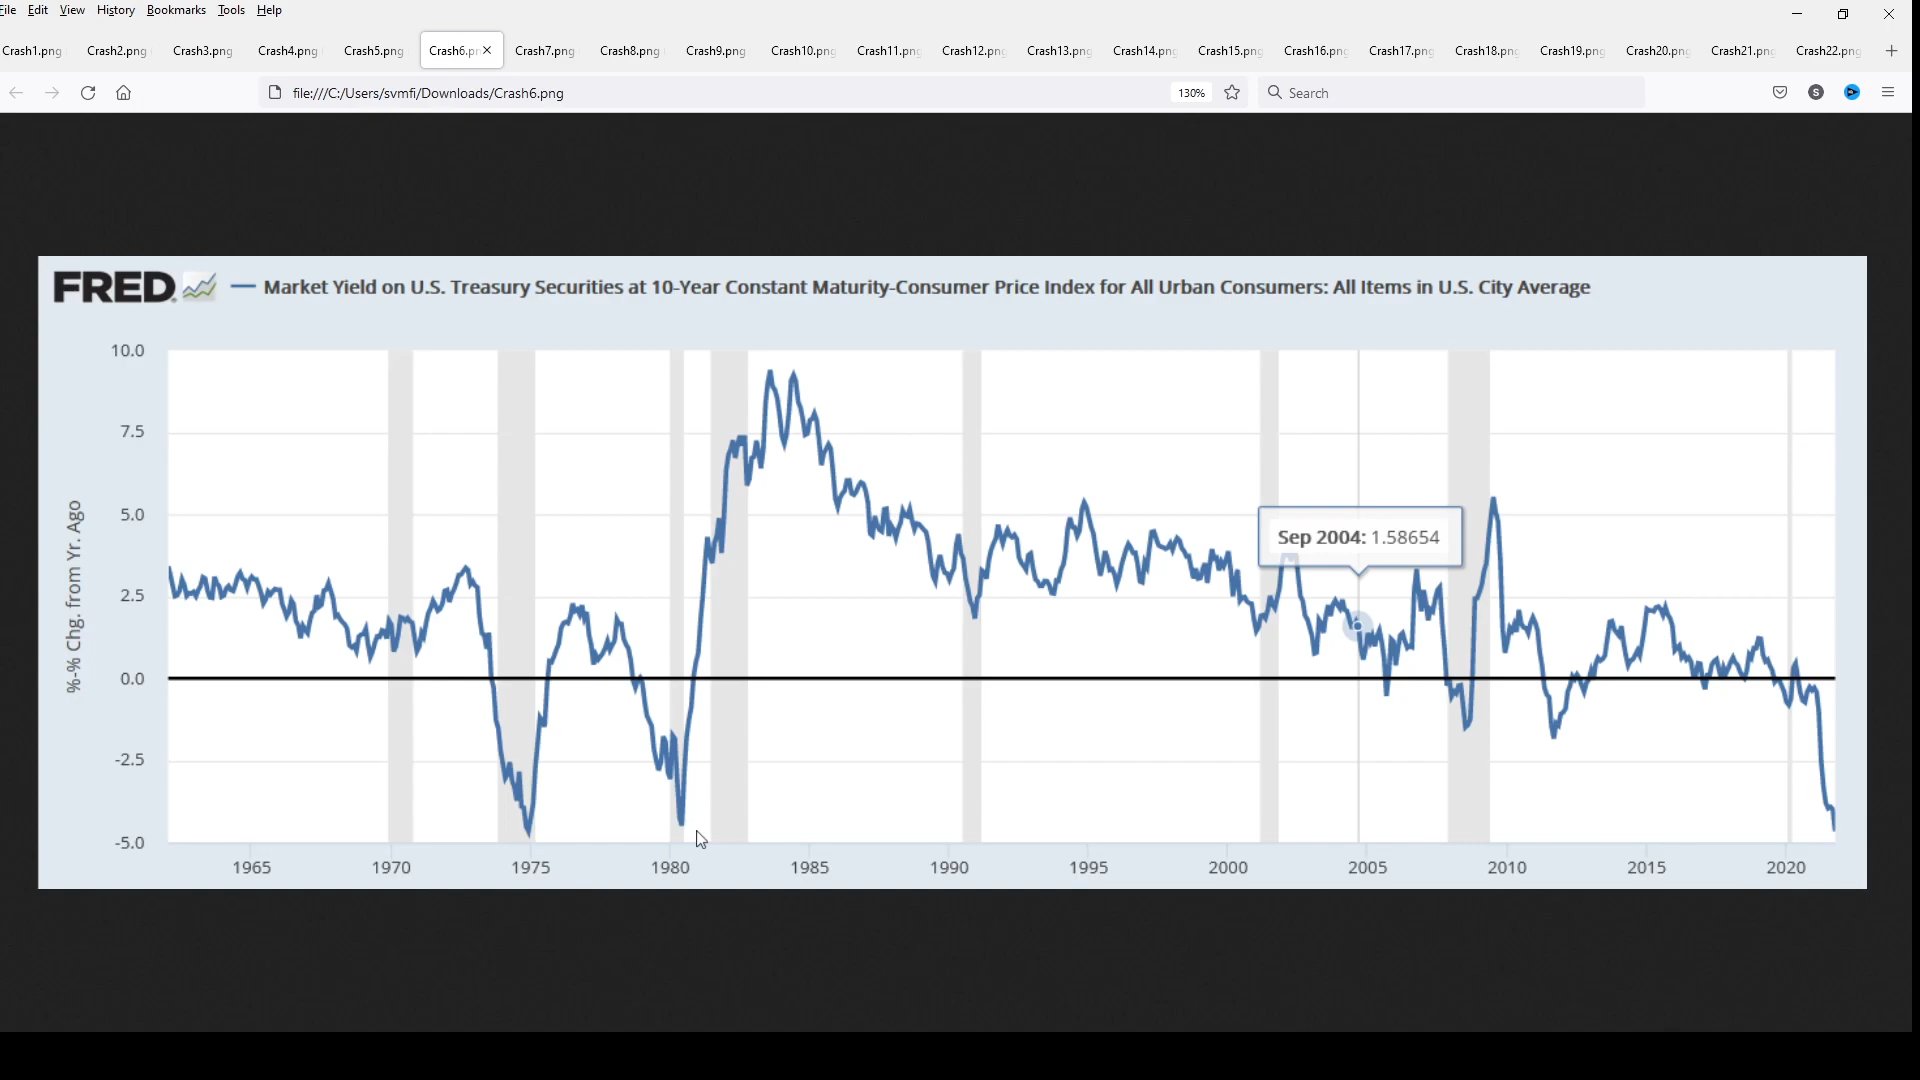 File Edit View History Bookmarks Tools Help
Crash1.png Crash2.png Crash3.png Crash4.png Crash5.png Crash6.pn Crash7.png Crash8.png Crash9.png Crash10.png Crash11.png Crash12.png Crash13.png Crash14.png Crash15.png Crash16.png Crash17.png Crash18.png Crash19.png Crash20.png Crash21.png Crash22.png
file:///C:/Users/svmfi/Downloads/Crash6.png 130% Search S
FRED Market Yield on U.S. Treasury Securities at 10-Year Constant Maturity-Consumer Price Index for All Urban Consumers: All Items in U.S. City Average
%-% Chg. from Yr. Ago
10.0
7.5
5.0
2.5
0.0
-2.5
-5.0
Sep 2004: 1.58654
1965 1970 1975 1980 1985 1990 1995 2000 2005 2010 2015 2020